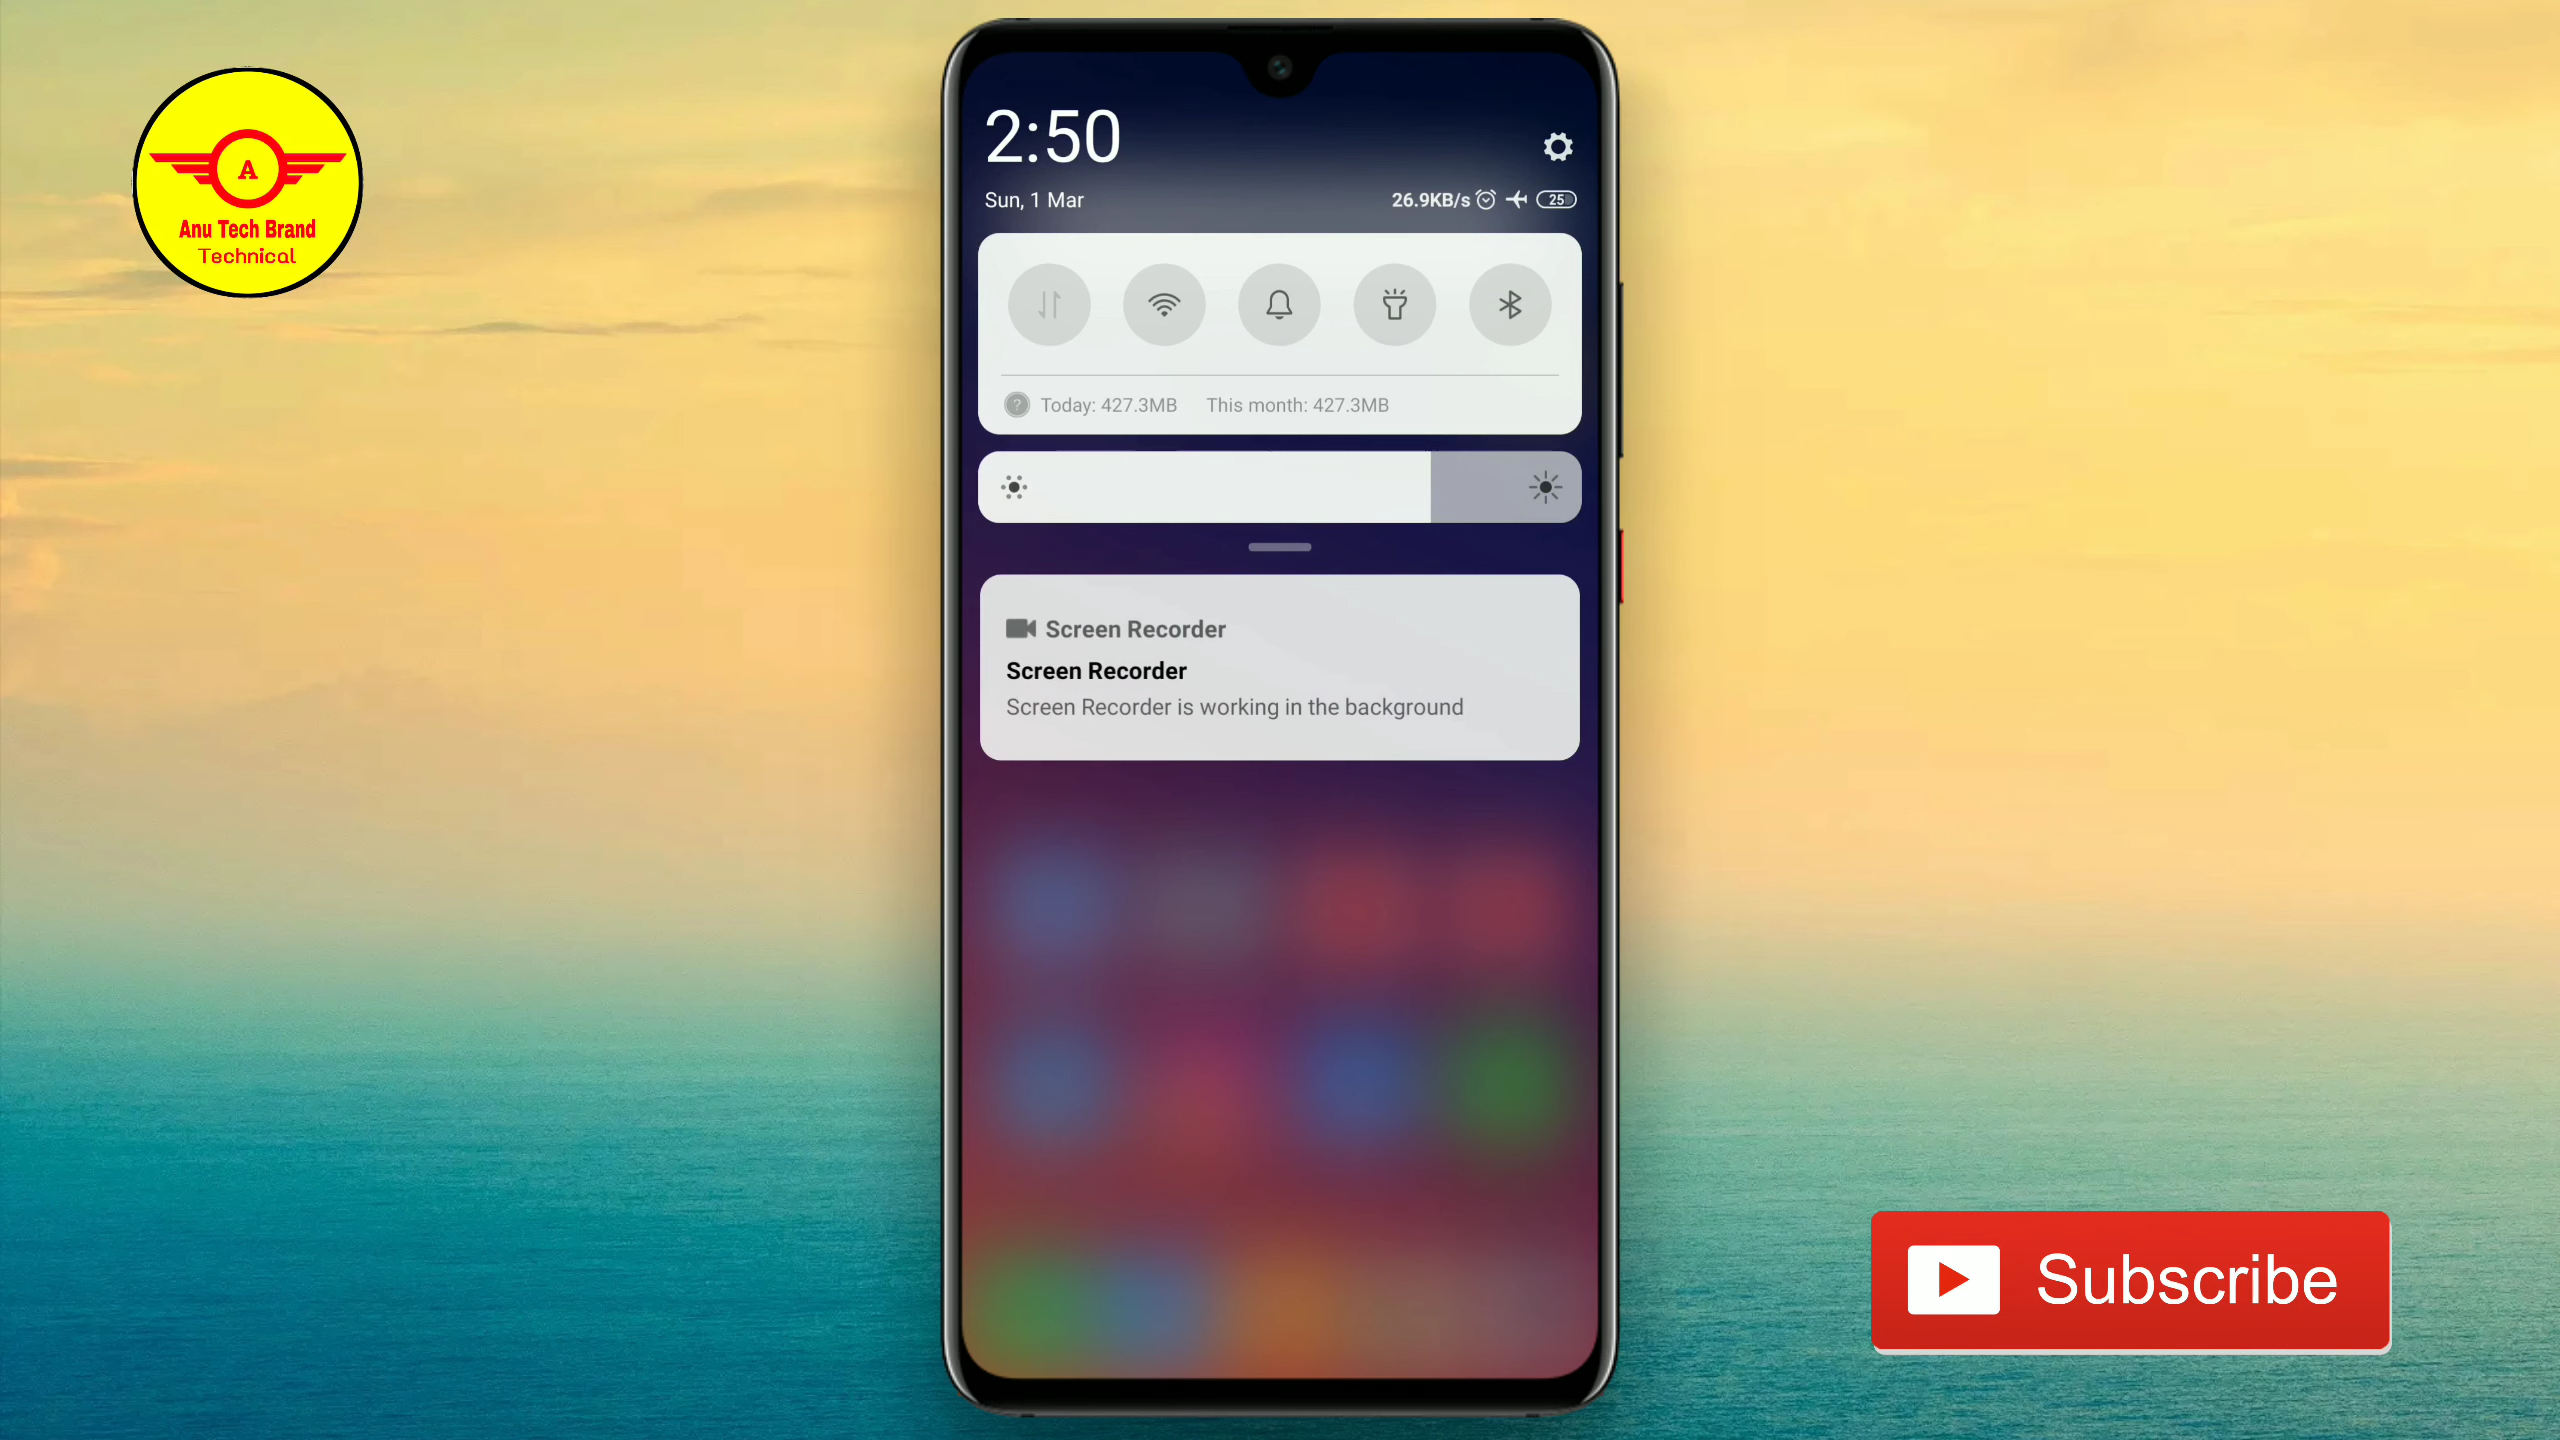 A
Anu Tech Brand
Technical
2:50
Sun, 1 Mar
26.9KB/s
25
?
Today: 427.3MB This month: 427.3MB
Screen Recorder
Screen Recorder
Screen Recorder is working in the background
Subscribe